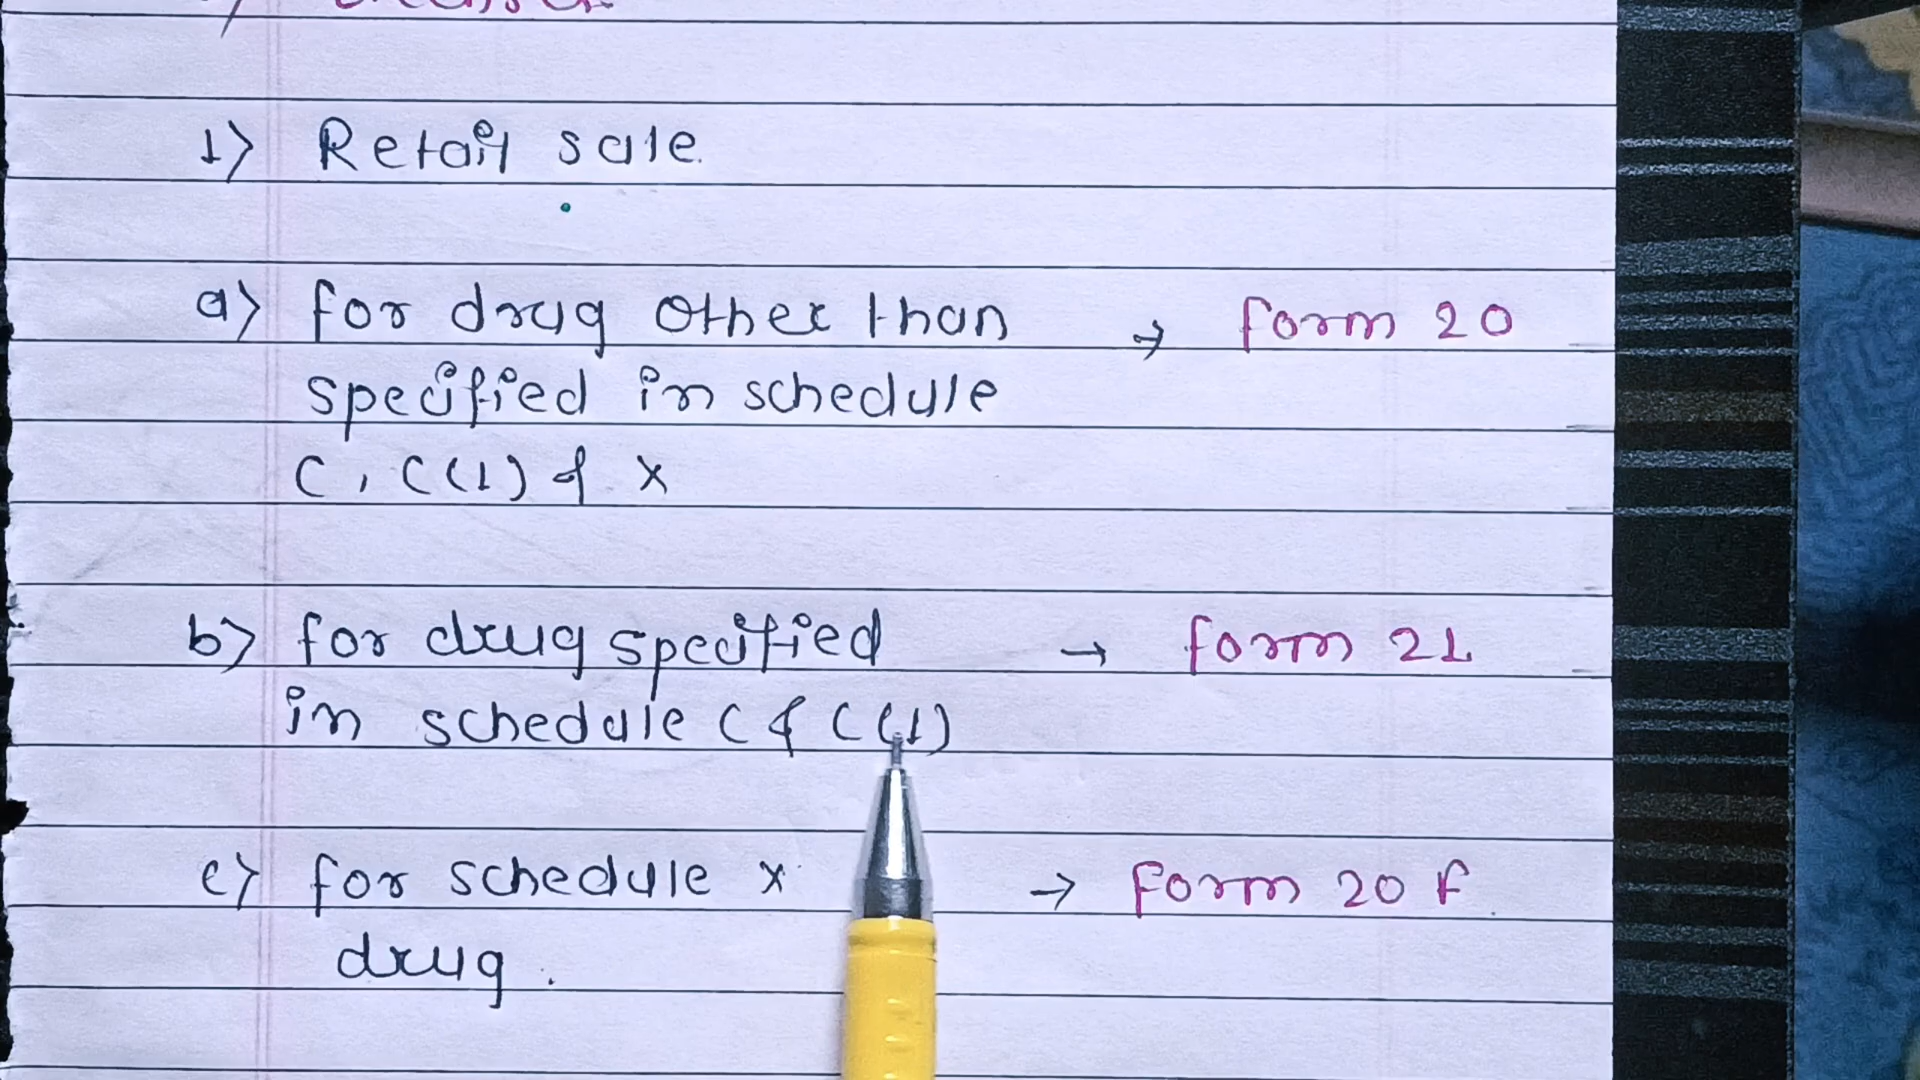 1) Retail sale.
a) for drug other than → form 20
specified in schedule
C, C(1) & X
b) for drug specified → form 21
in schedule C & C(1)
c) for schedule X → form 20 F
drug.